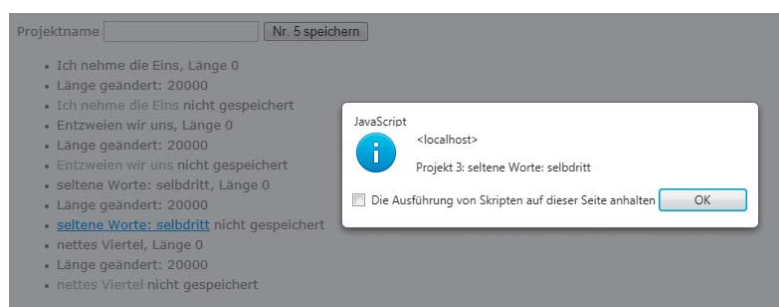 Projektname Nr. 5 speichern
Ich nehme die Eins, Länge 0
Länge geändert: 20000
Ich nehme die Eins nicht gespeichert
Entzweien wir uns, Länge 0
Länge geändert: 20000
Entzweien wir uns nicht gespeichert
seltene Worte: selbdritt, Länge 0
Länge geändert: 20000
seltene Worte: selbdritt nicht gespeichert
nettes Viertel, Länge 0
Länge geändert: 20000
nettes Viertel nicht gespeichert
JavaScript
<localhost>
Projekt 3: seltene Worte: selbdritt
Die Ausführung von Skripten auf dieser Seite anhalten OK